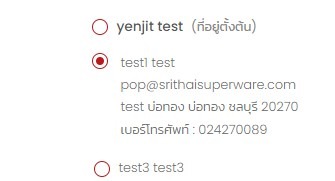 yenjit test (ที่อยู่ตั้งต้น)
test1 test
pop@srithaisuperware.com
test บ่อทอง บ่อทอง ชลบุรี 20270
เบอร์โทรศัพท์ : 024270089
test3 test3